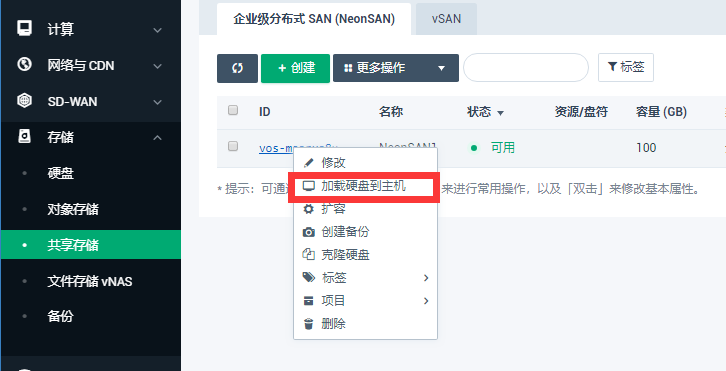 计算
网络与 CDN
SD-WAN
存储
硬盘
对象存储
共享存储
文件存储 vNAS
备份
企业级分布式 SAN (NeonSAN)
vSAN
+ 创建
更多操作
标签
ID
名称
状态
资源/盘符
容量 (GB)
可用
100
* 提示：可通
来进行常用操作，以及「双击」来修改基本属性。
修改
加载硬盘到主机
扩容
创建备份
克隆硬盘
标签
项目
删除